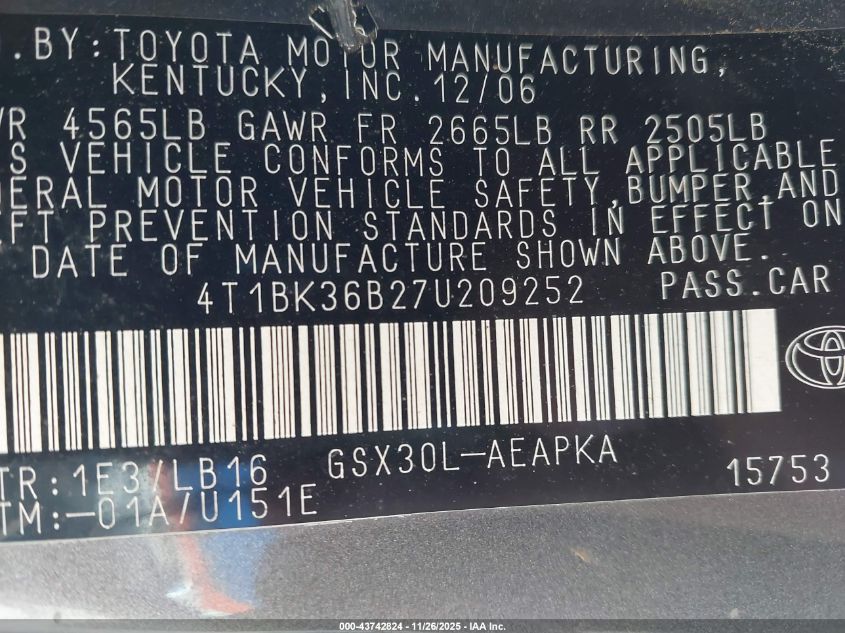 . BY: TOYOTA MOTOR MANUFACTURING,
KENTUCKY, INC. 12/06
VR 4565LB GAWR FR 2665LB RR 2505LB
S VEHICLE CONFORMS TO ALL APPLICABLE
ERAL MOTOR VEHICLE SAFETY, BUMPER, AND
EFT PREVENTION STANDARDS IN EFFECT ON
DATE OF MANUFACTURE SHOWN ABOVE.
4T1BK36B27U209252 PASS. CAR
TR: 1E3/LB16 GSX30L-AEAPKA 15753
TM: -01A/U151E
000-43742824 - 11/26/2025 - IAA Inc.